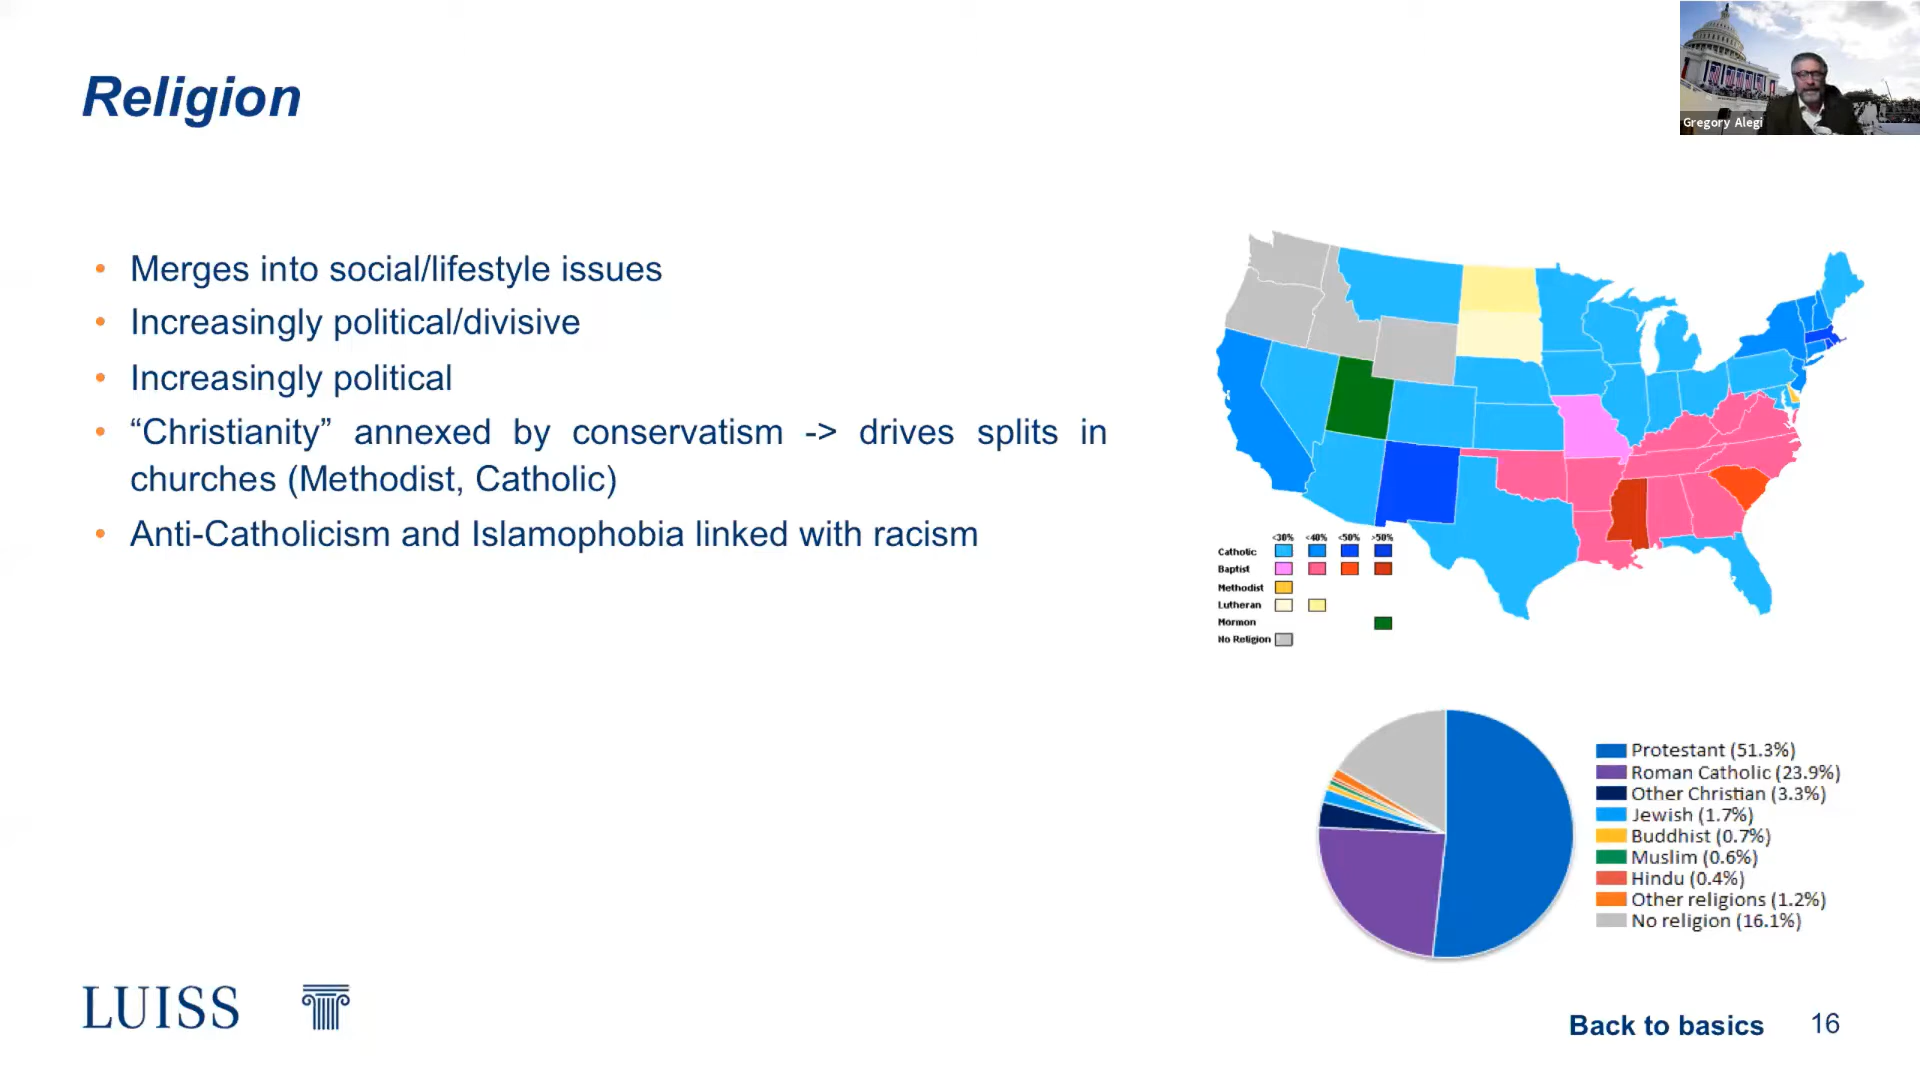 Religion
Gregory Alegi
• Merges into social/lifestyle issues
• Increasingly political/divisive
• Increasingly political
• “Christianity” annexed by conservatism -> drives splits in
churches (Methodist, Catholic)
• Anti-Catholicism and Islamophobia linked with racism
<30% <40% <50% >50%
Catholic
Baptist
Methodist
Lutheran
Mormon
No Religion
Protestant (51.3%)
Roman Catholic (23.9%)
Other Christian (3.3%)
Jewish (1.7%)
Buddhist (0.7%)
Muslim (0.6%)
Hindu (0.4%)
Other religions (1.2%)
No religion (16.1%)
LUISS
Back to basics 16